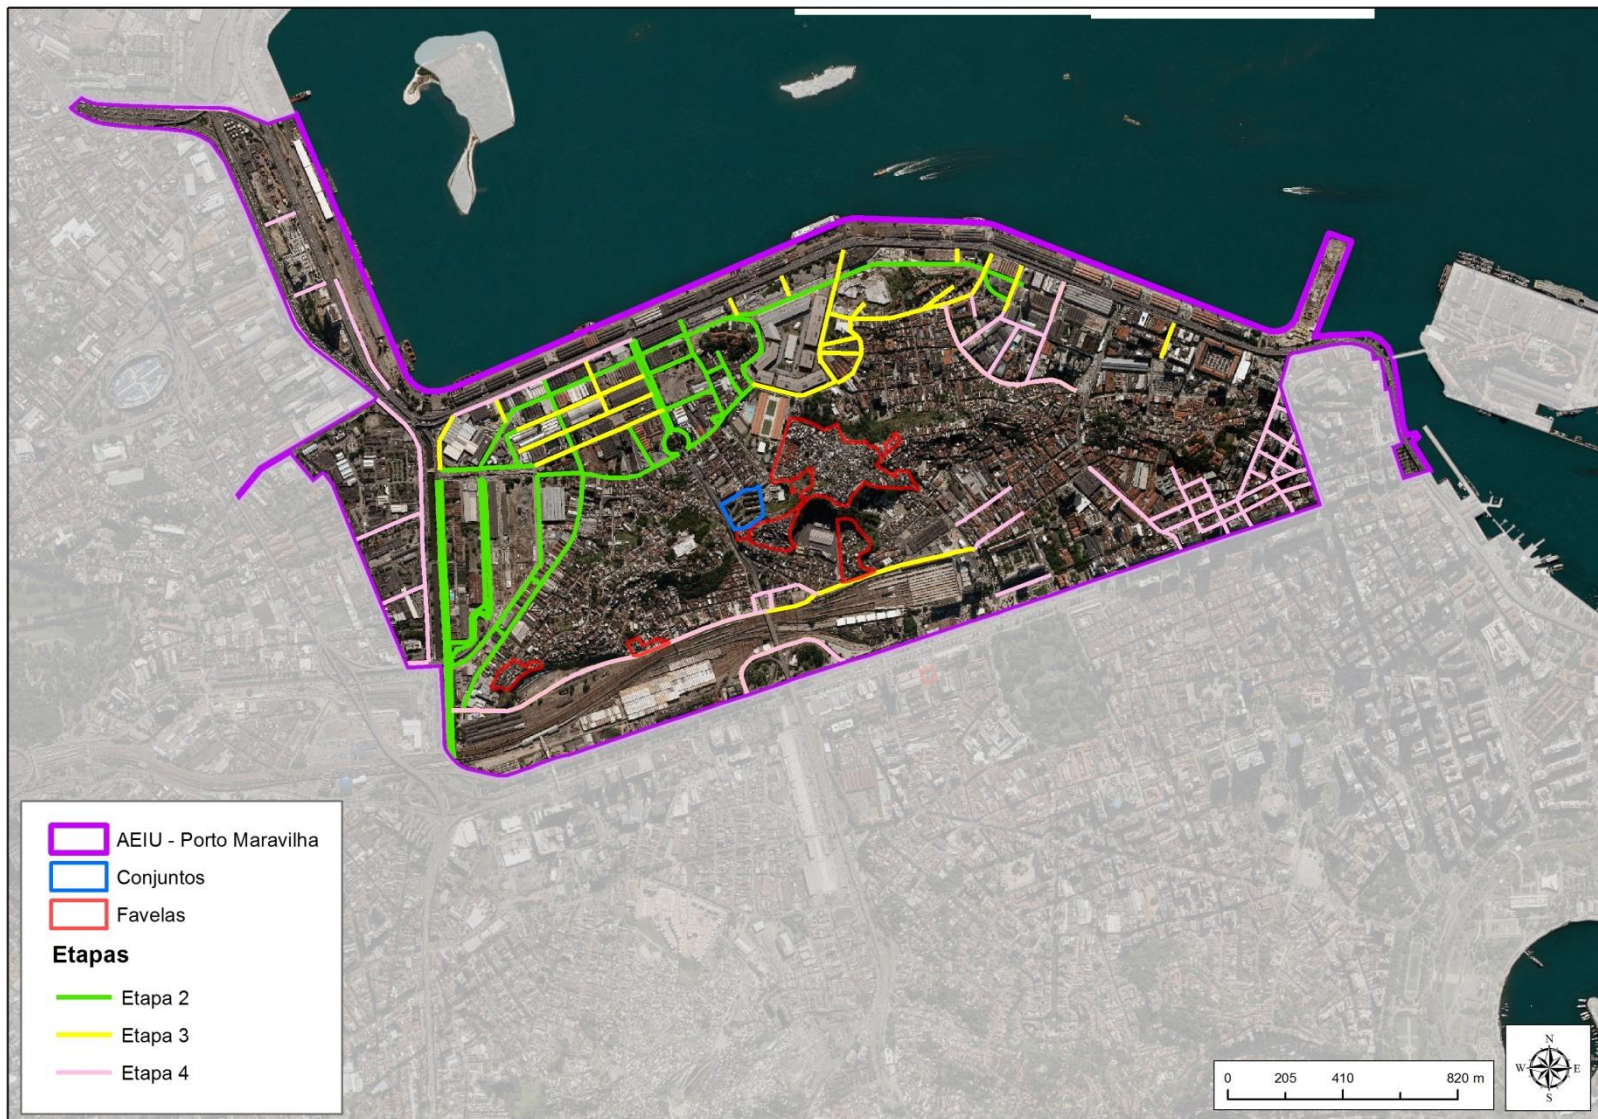 AEIU - Porto Maravilha
Conjuntos
Favelas
Etapas
Etapa 2
Etapa 3
Etapa 4
0 205 410 820 m
N
W E
S